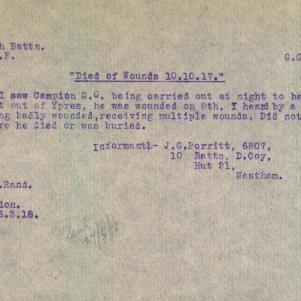 h Battn.
.F. G.G
"Died of Wounds 10.10.17."
I saw Campion G.G. being carried out at night to be
t out of Ypres, he was wounded on 8th, I heard by a
ng badly wounded,receiving multiple wounds. Did not
re he died or was buried.
Informant:- J.G.Porritt, 6807,
10 Battn, D.Coy,
Hut 21,
Westham.
.Rand.
ion.
.3.18.